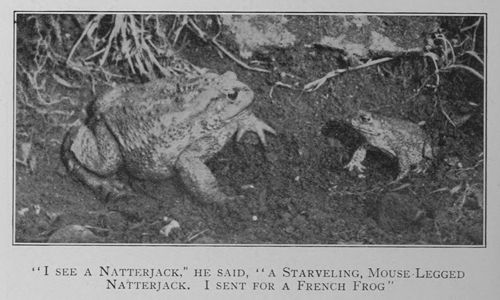 "I SEE A NATTERJACK," HE SAID, "A STARVELING, MOUSE-LEGGED
NATTERJACK. I SENT FOR A FRENCH FROG"